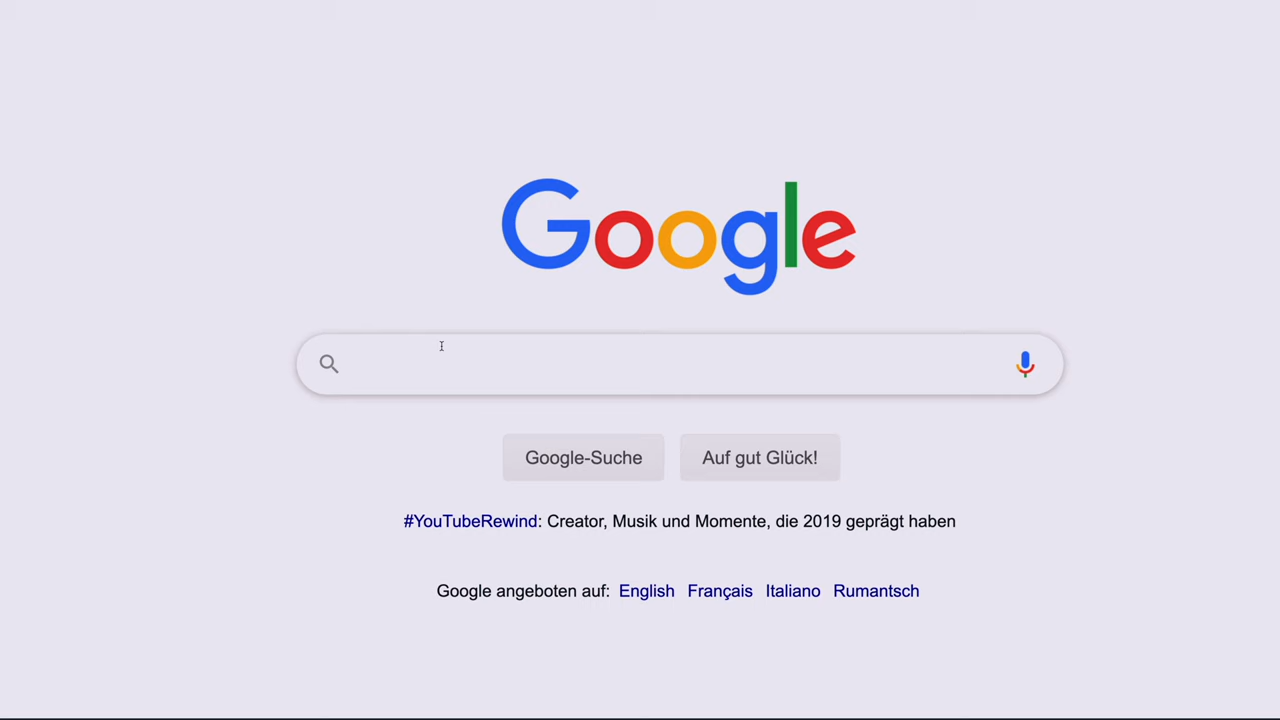 Google
Google-Suche
Auf gut Glück!
#YouTubeRewind: Creator, Musik und Momente, die 2019 geprägt haben
Google angeboten auf: English Français Italiano Rumantsch